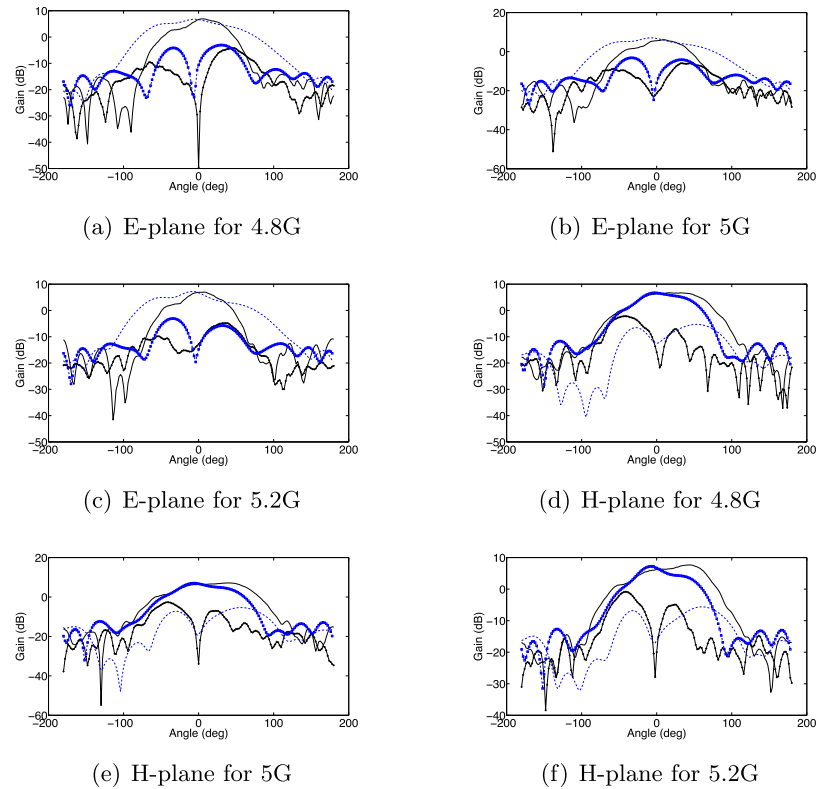 10
0
−10
−20
−30
−40
−50
−200 −100 0 100 200
Gain (dB)
Angle (deg)
(a) E-plane for 4.8G
20
0
−20
−40
−60
−200 −100 0 100 200
Gain (dB)
Angle (deg)
(b) E-plane for 5G
10
0
−10
−20
−30
−40
−50
−200 −100 0 100 200
Gain (dB)
Angle (deg)
(c) E-plane for 5.2G
10
0
−10
−20
−30
−40
−50
−200 −100 0 100 200
Gain (dB)
Angle (deg)
(d) H-plane for 4.8G
20
0
−20
−40
−60
−200 −100 0 100 200
Gain (dB)
Angle (deg)
(e) H-plane for 5G
10
0
−10
−20
−30
−40
−200 −100 0 100 200
Gain (dB)
Angle (deg)
(f) H-plane for 5.2G